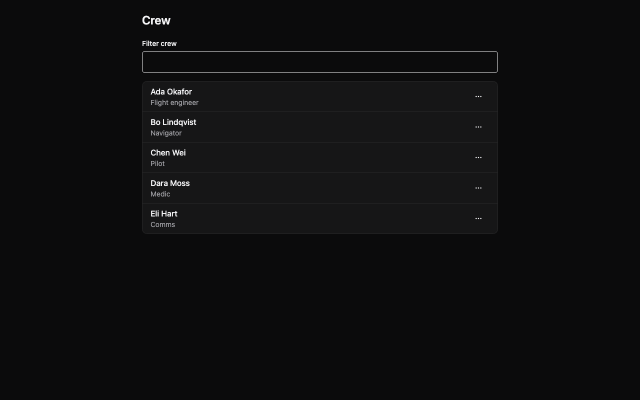 Crew
Filter crew
Ada Okafor
Flight engineer
...
Bo Lindqvist
Navigator
...
Chen Wei
Pilot
...
Dara Moss
Medic
...
Eli Hart
Comms
...